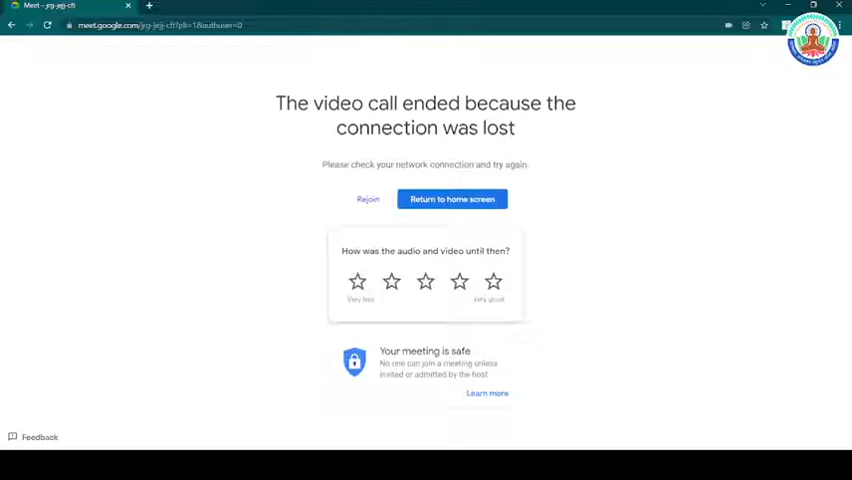 Meet - jrg-jejj-cft
meet.google.com/jrg-jejj-cft?pli=1&authuser=0
The video call ended because the
connection was lost
Please check your network connection and try again.
Rejoin
Return to home screen
How was the audio and video until then?
Very bad
Very good
Your meeting is safe
No one can join a meeting unless
invited or admitted by the host
Learn more
Feedback